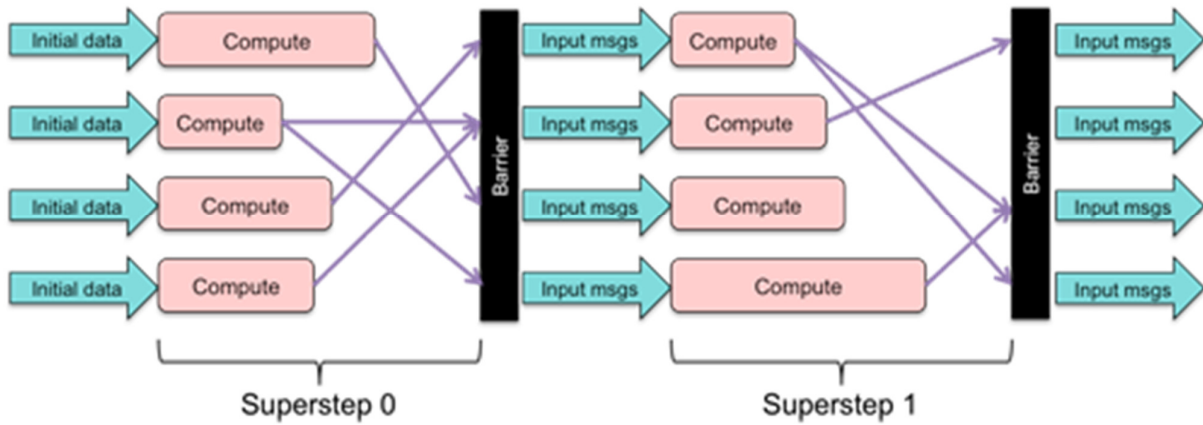 Initial data Compute Input msgs Compute Input msgs
Initial data Compute Input msgs Compute Input msgs
Barrier Barrier
Initial data Compute Input msgs Compute Input msgs
Initial data Compute Input msgs Compute Input msgs
Superstep 0 Superstep 1